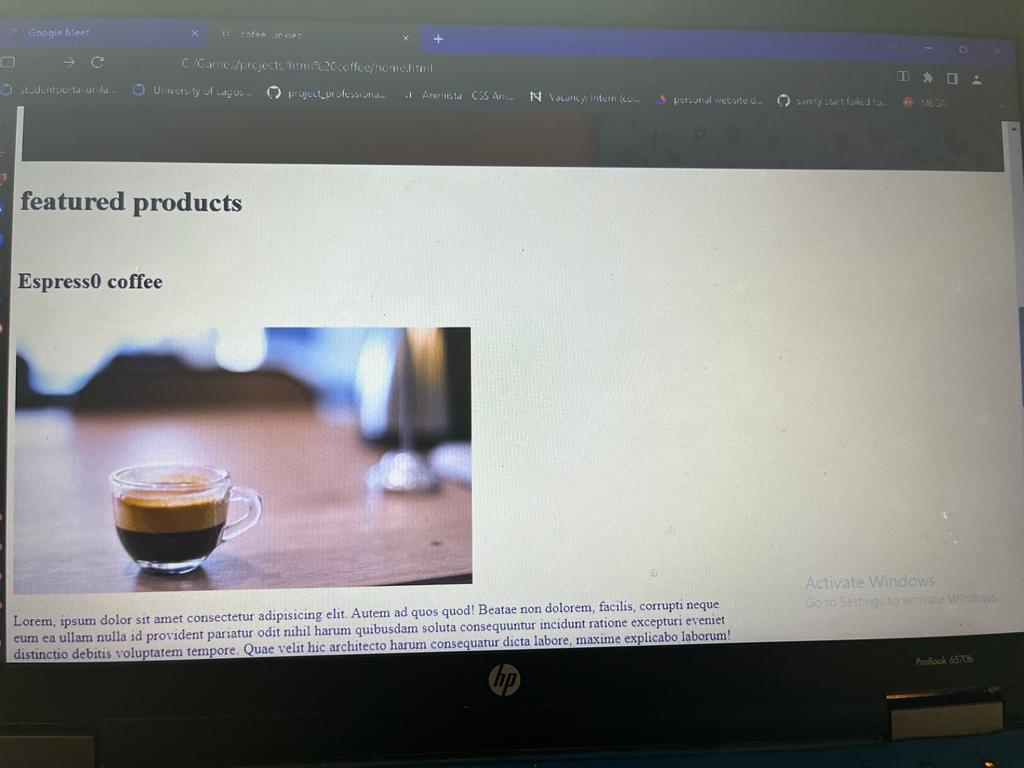 Google Meet
C:/Games/projects/html%20coffee/home.html
University of Lagos...
project_professiona...
Animista CSS Ani...
Vacancy: Intern (co...
personal website d...
sanity start failed to...
MEGA
featured products
Espress0 coffee
Lorem, ipsum dolor sit amet consectetur adipisicing elit. Autem ad quos quod! Beatae non dolorem, facilis, corrupti neque
eum ea ullam nulla id provident pariatur odit nihil harum quibusdam soluta consequuntur incidunt ratione excepturi eveniet
distinctio debitis voluptatem tempore. Quae velit hic architecto harum consequatur dicta labore, maxime explicabo laborum!
Activate Windows
Go to Settings to activate Windows.
hp
ProBook 6570b